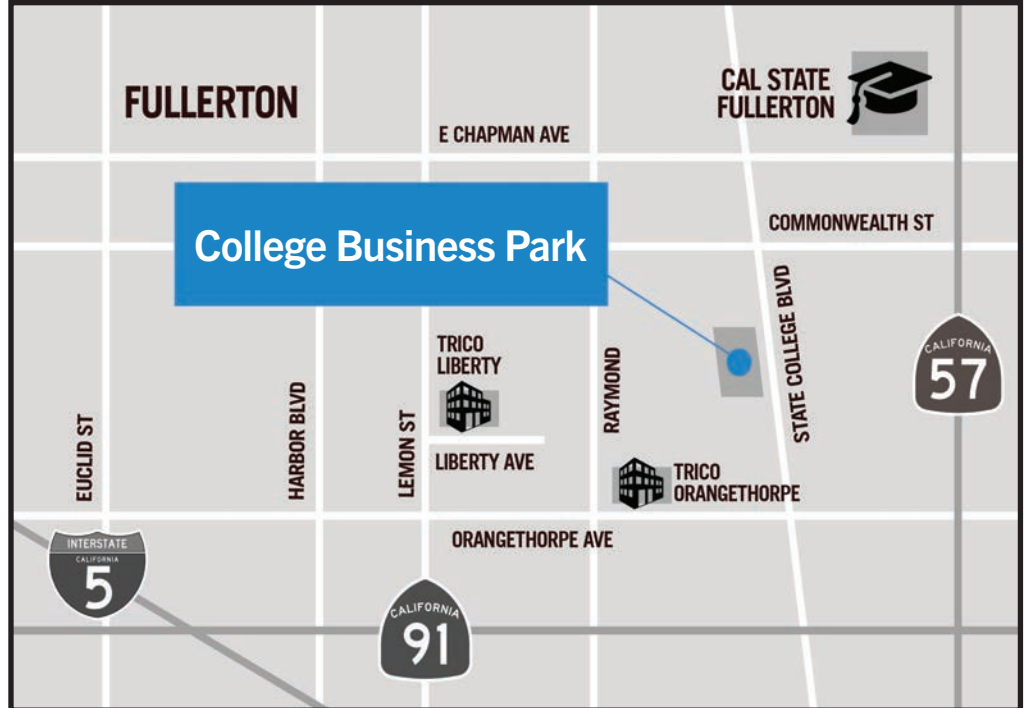 FULLERTON
CAL STATE
FULLERTON
E CHAPMAN AVE
COMMONWEALTH ST
College Business Park
TRICO
LIBERTY
RAYMOND
STATE COLLEGE BLVD
CALIFORNIA
57
EUCLID ST
HARBOR BLVD
LEMON ST
LIBERTY AVE
TRICO
ORANGETHORPE
ORANGETHORPE AVE
INTERSTATE
CALIFORNIA
5
CALIFORNIA
91